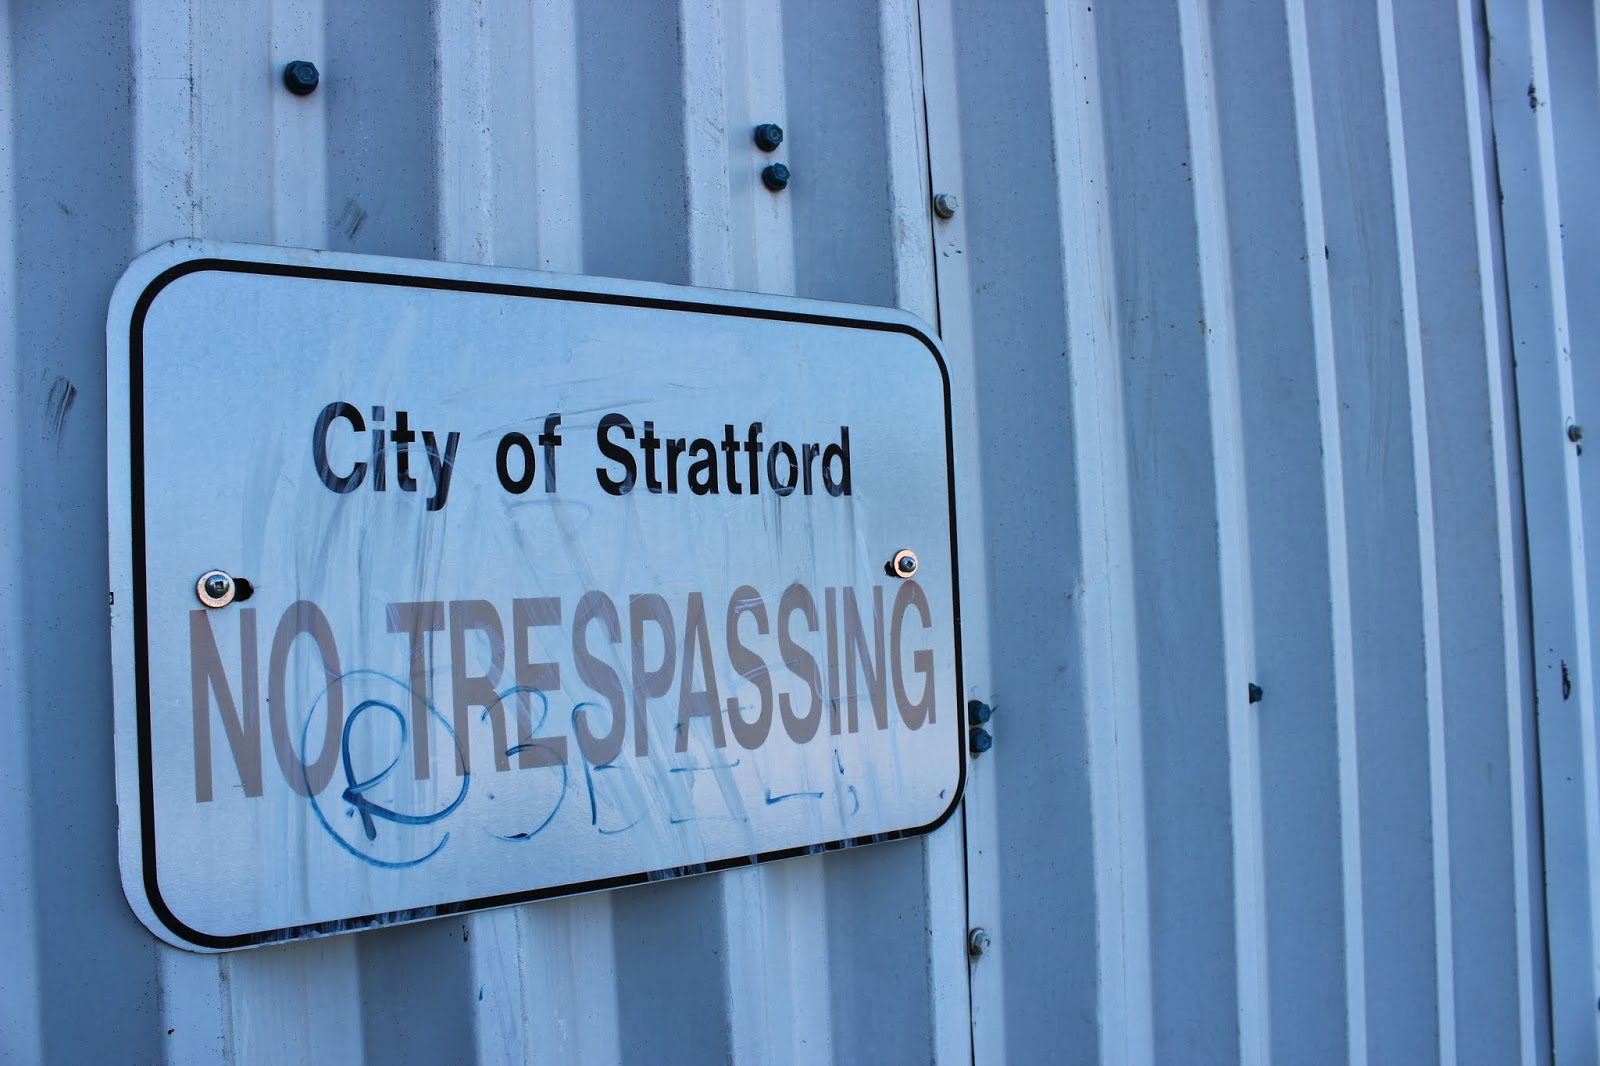 City of Stratford
NO TRESPASSING